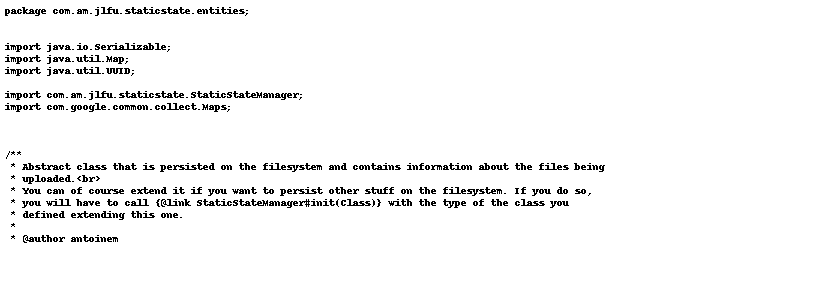 package com.am.jlfu.staticstate.entities;
import java.io.Serializable;
import java.util.Map;
import java.util.UUID;
import com.am.jlfu.staticstate.StaticStateManager;
import com.google.common.collect.Maps;
/**
 * Abstract class that is persisted on the filesystem and contains information about the files being
 * uploaded.<br>
 * You can of course extend it if you want to persist other stuff on the filesystem. If you do so,
 * you will have to call {@link StaticStateManager#init(Class)} with the type of the class you
 * defined extending this one.
 *
 * @author antoinem